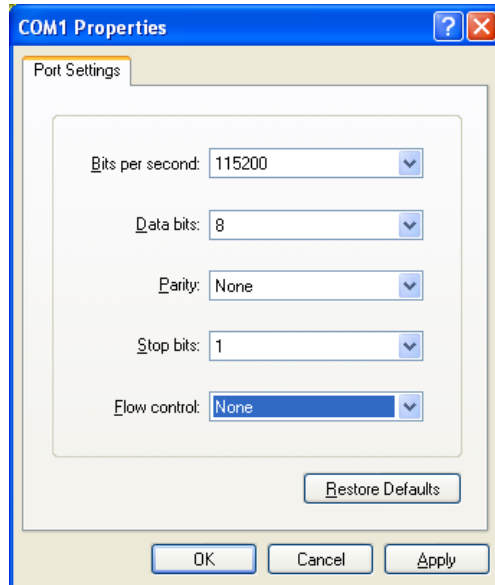 COM1 Properties
Port Settings
Bits per second: 115200
Data bits: 8
Parity: None
Stop bits: 1
Flow control: None
Restore Defaults
OK Cancel Apply